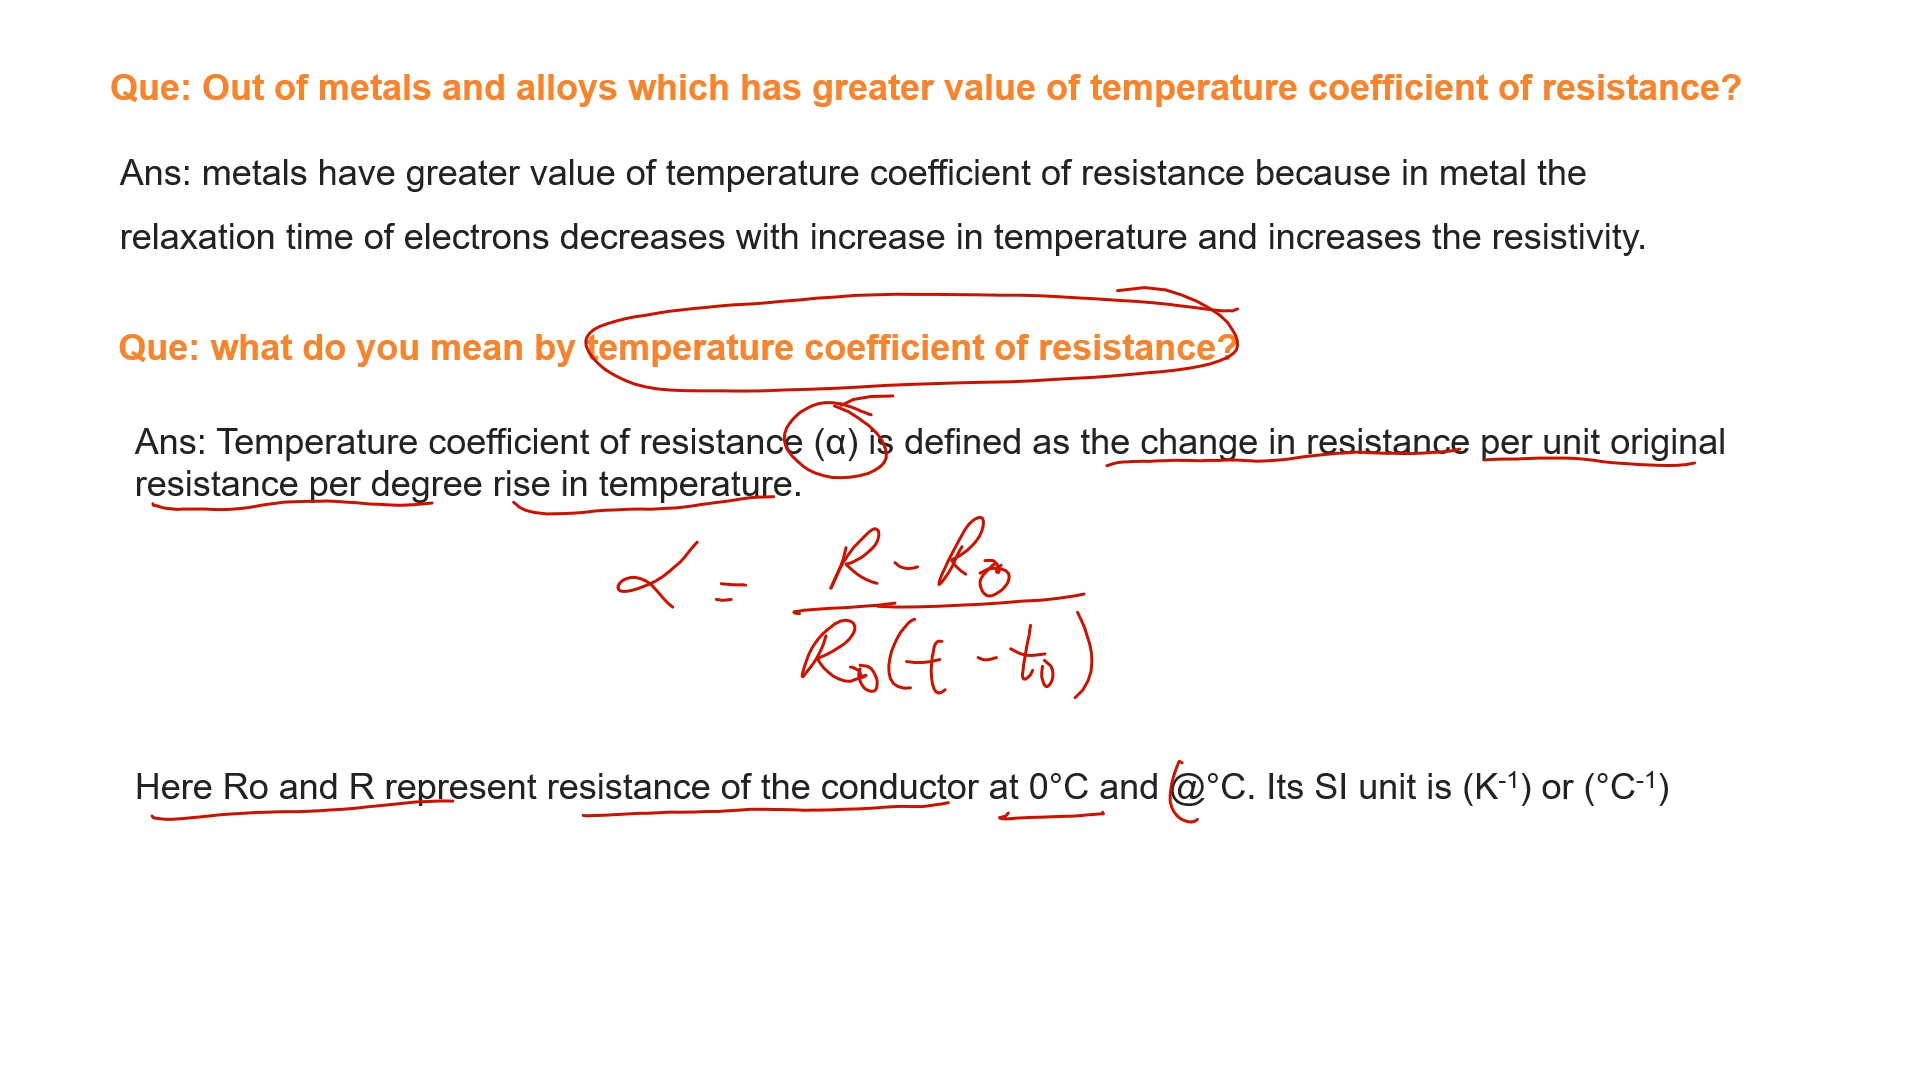 Que: Out of metals and alloys which has greater value of temperature coefficient of resistance?
Ans: metals have greater value of temperature coefficient of resistance because in metal the
relaxation time of electrons decreases with increase in temperature and increases the resistivity.
Que: what do you mean by temperature coefficient of resistance?
Ans: Temperature coefficient of resistance (α) is defined as the change in resistance per unit original
resistance per degree rise in temperature.
α = R - R₀
R₀(t - t₀)
Here Ro and R represent resistance of the conductor at 0°C and @°C. Its SI unit is (K⁻¹) or (°C⁻¹)